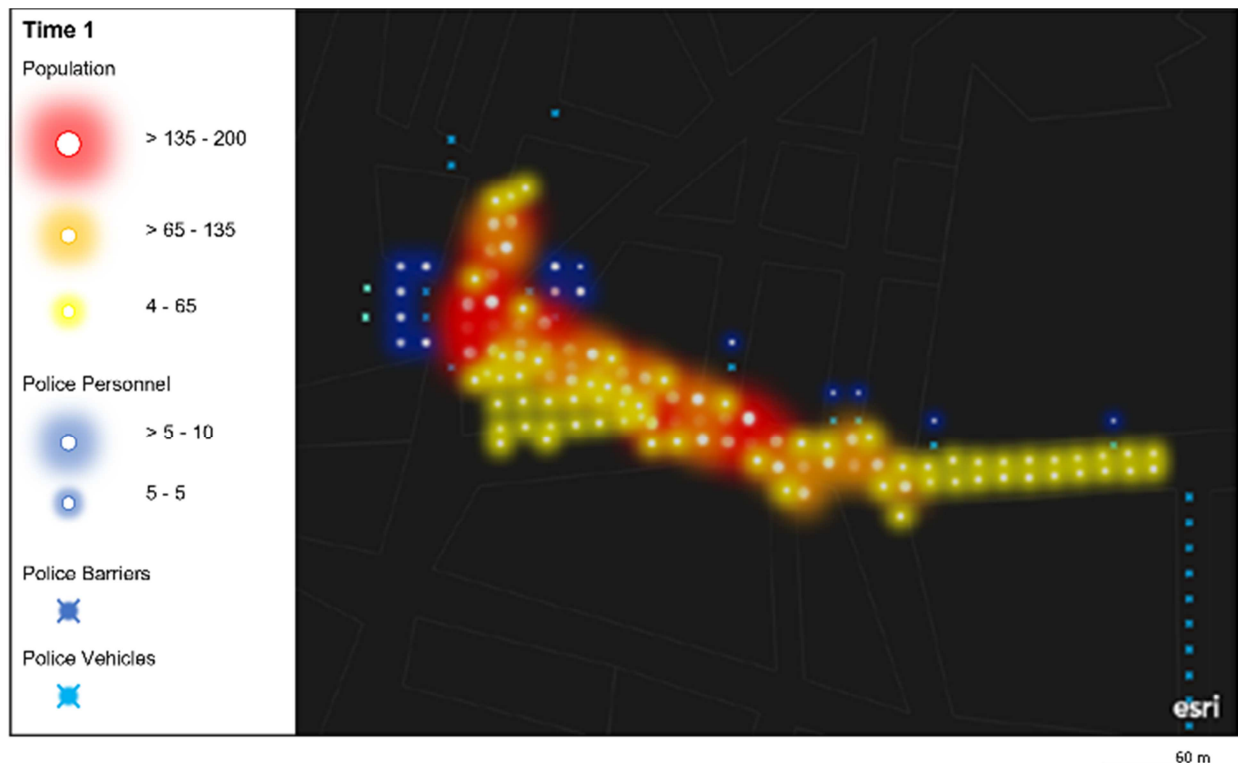 Time 1
Population
> 135 - 200
> 65 - 135
4 - 65
Police Personnel
> 5 - 10
5 - 5
Police Barriers
Police Vehicles
esri
60 m